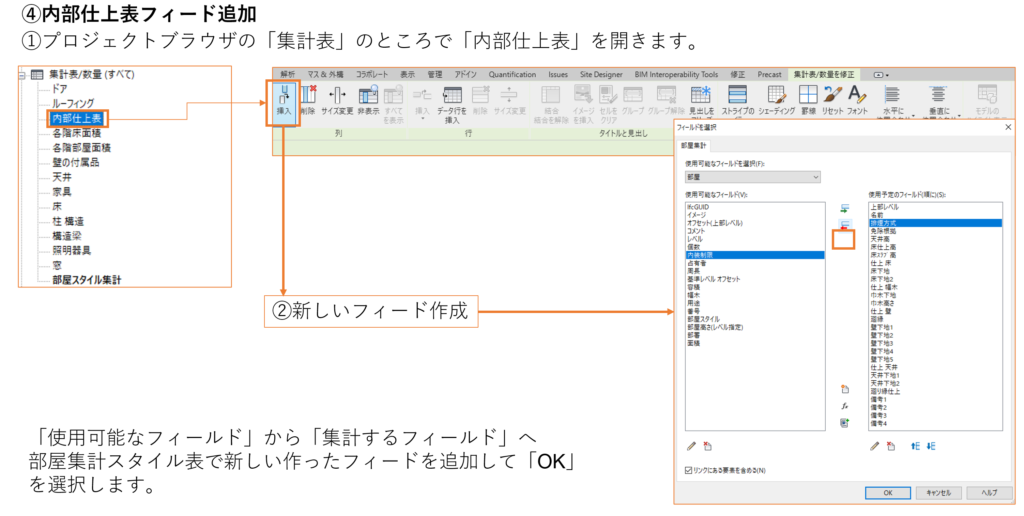 ④内部仕上表フィード追加
①プロジェクトブラウザの「集計表」のところで「内部仕上表」を開きます。
集計表/数量 (すべて)
ドア
ルーフィング
内部仕上表
各階床面積
各階部屋面積
壁の付属品
天井
家具
床
柱 構造
構造梁
照明器具
窓
部屋スタイル集計
解析 マス & 外構 コラボレート 表示 管理 アドイン Quantification Issues Site Designer BIM Interoperability Tools 修正 Precast 集計表/数量を修正
挿入 削除 サイズ変更 非表示 すべてを表示 挿入 データ行を挿入 削除 サイズ変更 結合 結合を解除 イメージを挿入 セルをクリア グループ グループ解除 見出しを ストライプの シェーディング 罫線 リセット フォント 水平に 垂直に モデルの
列 行 タイトルと見出し
②新しいフィード作成
フィールドを選択
部屋集計
使用可能なフィールドを選択(F):
部屋
使用可能なフィールド(V):
IfcGUID
イメージ
オフセット(上部レベル)
コメント
レベル
個数
内装制限
占有者
周長
基準レベル オフセット
容積
幅木
用途
番号
部屋スタイル
部屋高さ(レベル指定)
部署
面積
使用予定のフィールド(順に)(S):
上部レベル
名前
排煙方式
免除根拠
天井高
床仕上高
床ｽﾗﾌﾞ 高
仕上 床
床下地
床下地2
仕上 幅木
巾木下地
巾木高さ
仕上 壁
廻縁
壁下地1
壁下地2
壁下地3
壁下地4
壁下地5
仕上 天井
天井下地1
天井下地2
廻り縁仕上
備考1
備考2
備考3
備考4
リンクにある要素を含める(N)
OK キャンセル ヘルプ
「使用可能なフィールド」から「集計するフィールド」へ
部屋集計スタイル表で新しい作ったフィードを追加して「OK」
を選択します。